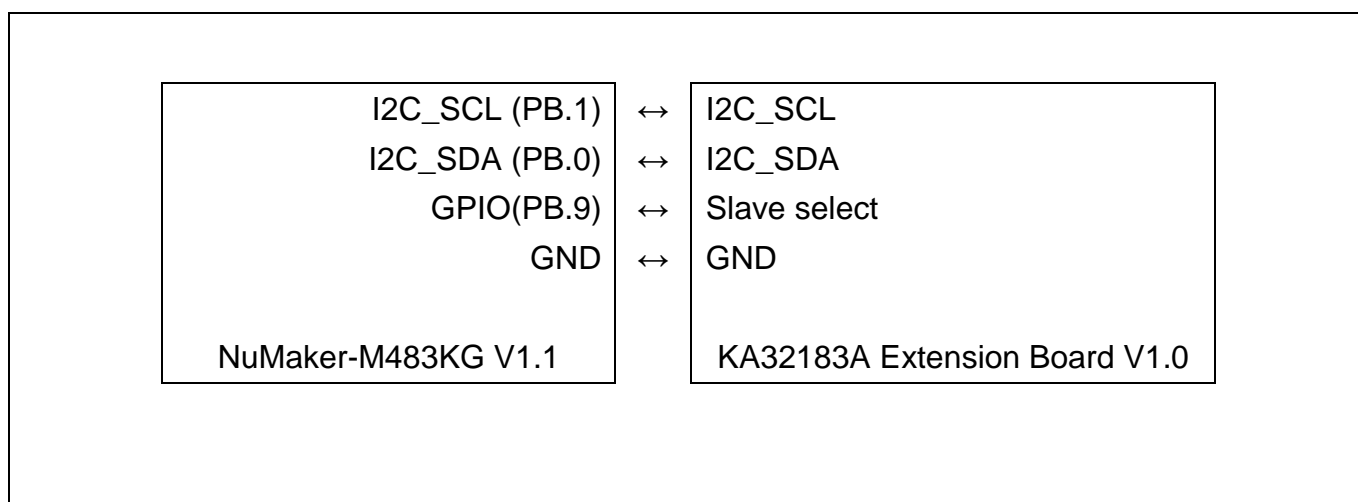 I2C_SCL (PB.1) ↔ I2C_SCL
I2C_SDA (PB.0) ↔ I2C_SDA
GPIO(PB.9) ↔ Slave select
GND ↔ GND
NuMaker-M483KG V1.1 KA32183A Extension Board V1.0